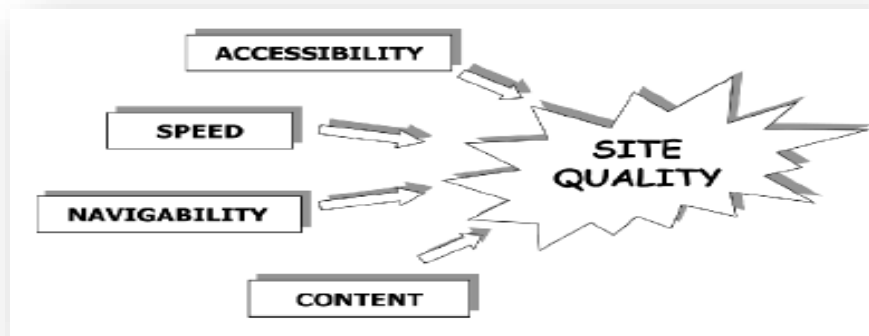 ACCESSIBILITY
SPEED
NAVIGABILITY
CONTENT
SITE
QUALITY